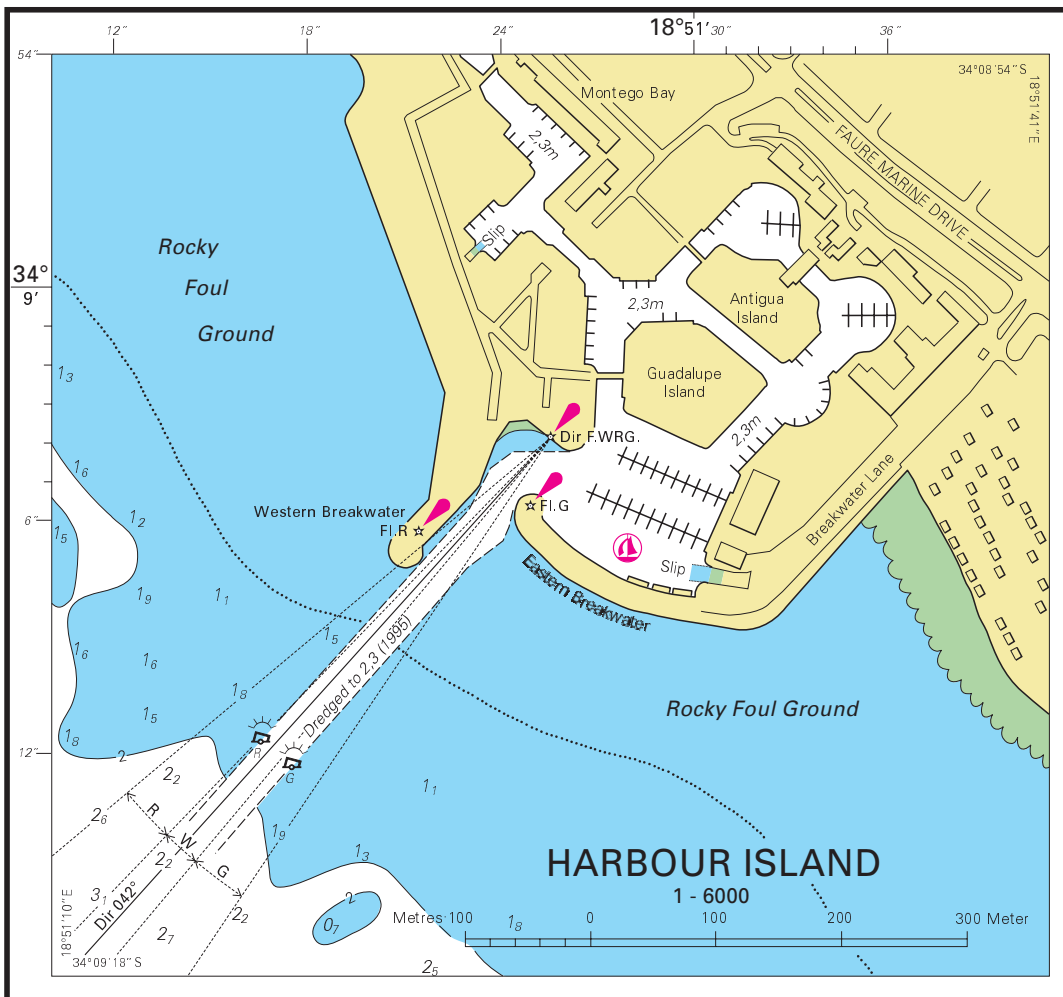 12″ 18″ 24″ 18°51′ 30″ 36″
54″
34°08′54″S
18°51′41″E
Montego Bay
FAURE MARINE DRIVE
2,3m
Slip
Rocky
Foul
Ground
34°
9′
2,3m
Antigua
Island
Guadalupe
Island
1₃
2,3m
Dir F.WRG.
Breakwater Lane
1₆
Western Breakwater
Fl.R
Fl.G
6″
1₂
1₅
Slip
Eastern Breakwater
1₉
1₁
1₅
1₆
1₆
Dredged to 2,3 (1995)
1₈
1₅
Rocky Foul Ground
1₈
2
R
G
12″
2₂
1₁
2₆
R
W
G
1₉
2₂
1₃
HARBOUR ISLAND
1 - 6000
3₁
Dir 042°
2
0₇
2₂
1₈
Metres 100 0 100 200 300 Meter
18°51′10″E
2₇
34°09′18″S
2₅